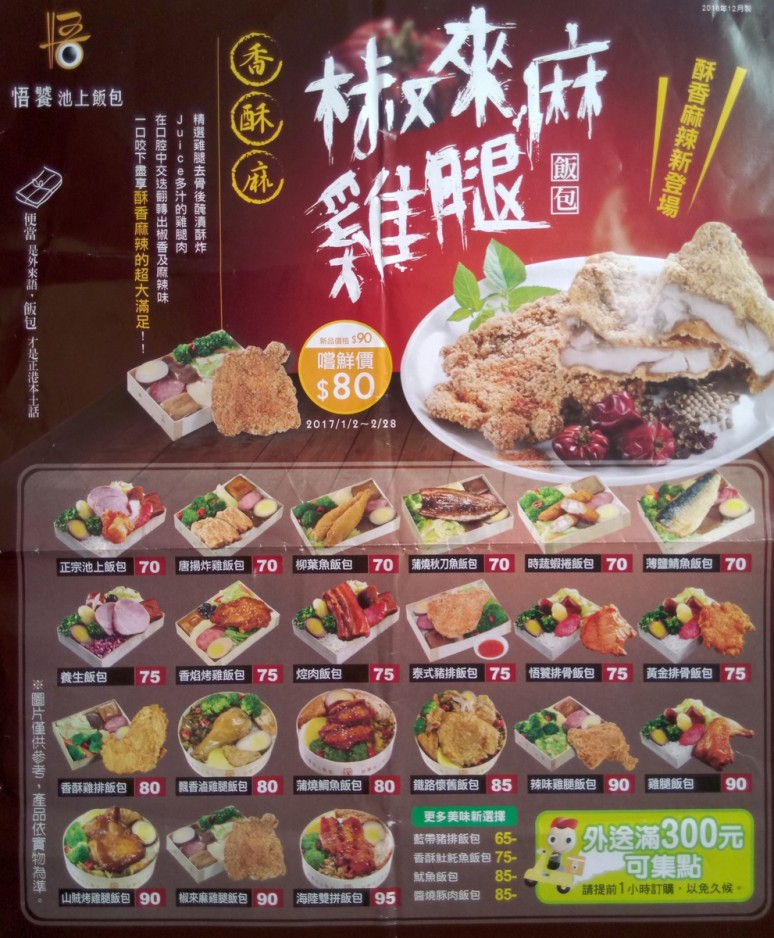 2016年12月製
悟饕池上飯包
香酥麻
椒來麻
雞腿
飯包
酥香麻辣新登場
精選雞腿去骨後醃漬酥炸
Juice多汁的雞腿肉
在口腔中交迭翻轉出椒香及麻辣味
一口咬下盡享酥香麻辣的超大滿足!!
便當 是外來語，飯包 才是正港本土話
新品價格 $90
嚐鮮價
$80
2017/1/2~2/28
正宗池上飯包 70
唐揚炸雞飯包 70
柳葉魚飯包 70
蒲燒秋刀魚飯包 70
時蔬蝦捲飯包 70
薄鹽鯖魚飯包 70
養生飯包 75
香焰烤雞飯包 75
焢肉飯包 75
泰式豬排飯包 75
悟饕排骨飯包 75
黃金排骨飯包 75
香酥雞排飯包 80
飄香滷雞腿飯包 80
蒲燒鯛魚飯包 80
鐵路懷舊飯包 85
辣味雞腿飯包 90
雞腿飯包 90
山賊烤雞腿飯包 90
椒來麻雞腿飯包 90
海陸雙拼飯包 95
更多美味新選擇
藍帶豬排飯包 65-
香酥魠魠魚飯包 75-
魷魚飯包 85-
醬燒豚肉飯包 85-
外送滿300元
可集點
請提前1小時訂購，以免久候。
※圖片僅供參考，產品依實物為準。